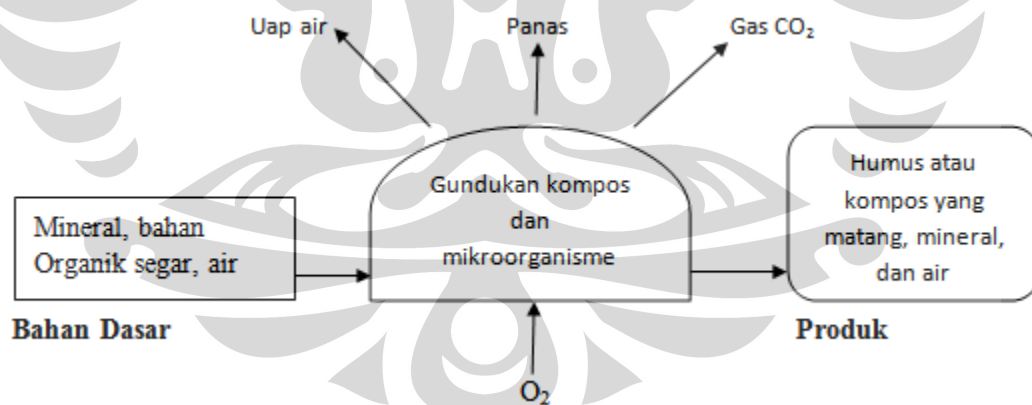 Uap air
Panas
Gas CO₂
Mineral, bahan
Organik segar, air
Bahan Dasar
Gundukan kompos
dan
mikroorganisme
O₂
Humus atau
kompos yang
matang, mineral,
dan air
Produk